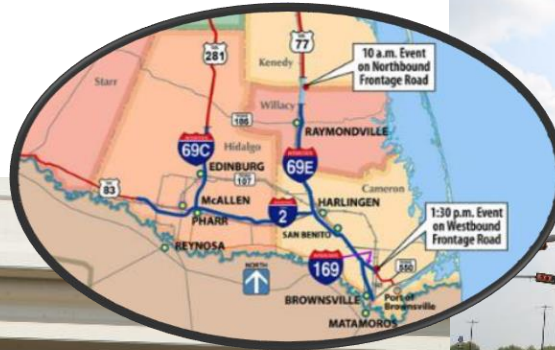 281
77
Kenedy
10 a.m. Event
on Northbound
Frontage Road
Starr
Willacy
186
RAYMONDVILLE
69C
Hidalgo
69E
EDINBURG
107
Cameron
83
McALLEN
HARLINGEN
PHARR
2
1:30 p.m. Event
on Westbound
Frontage Road
SAN BENITO
REYNOSA
169
550
NORTH
BROWNSVILLE
Port of
Brownsville
MATAMOROS